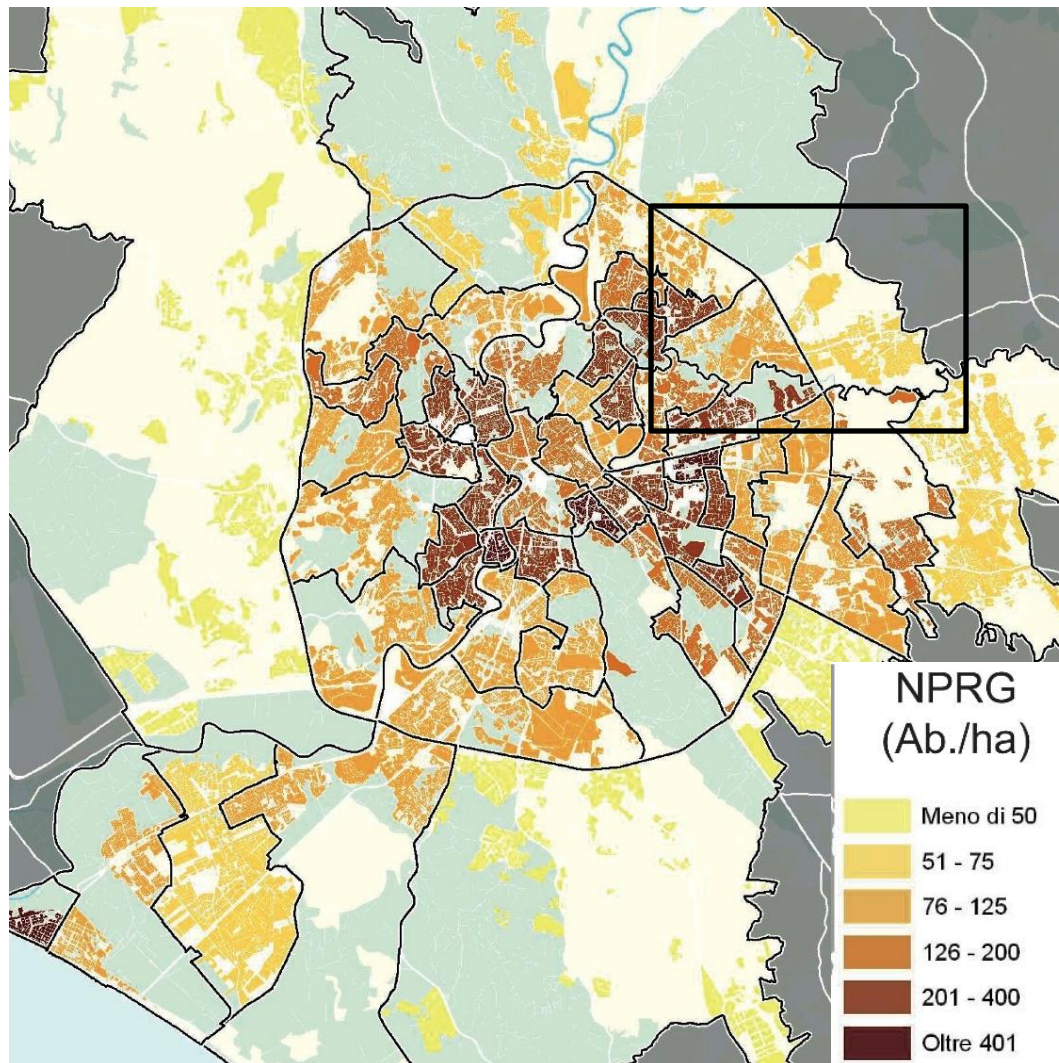 NPRG
(Ab./ha)
Meno di 50
51 - 75
76 - 125
126 - 200
201 - 400
Oltre 401